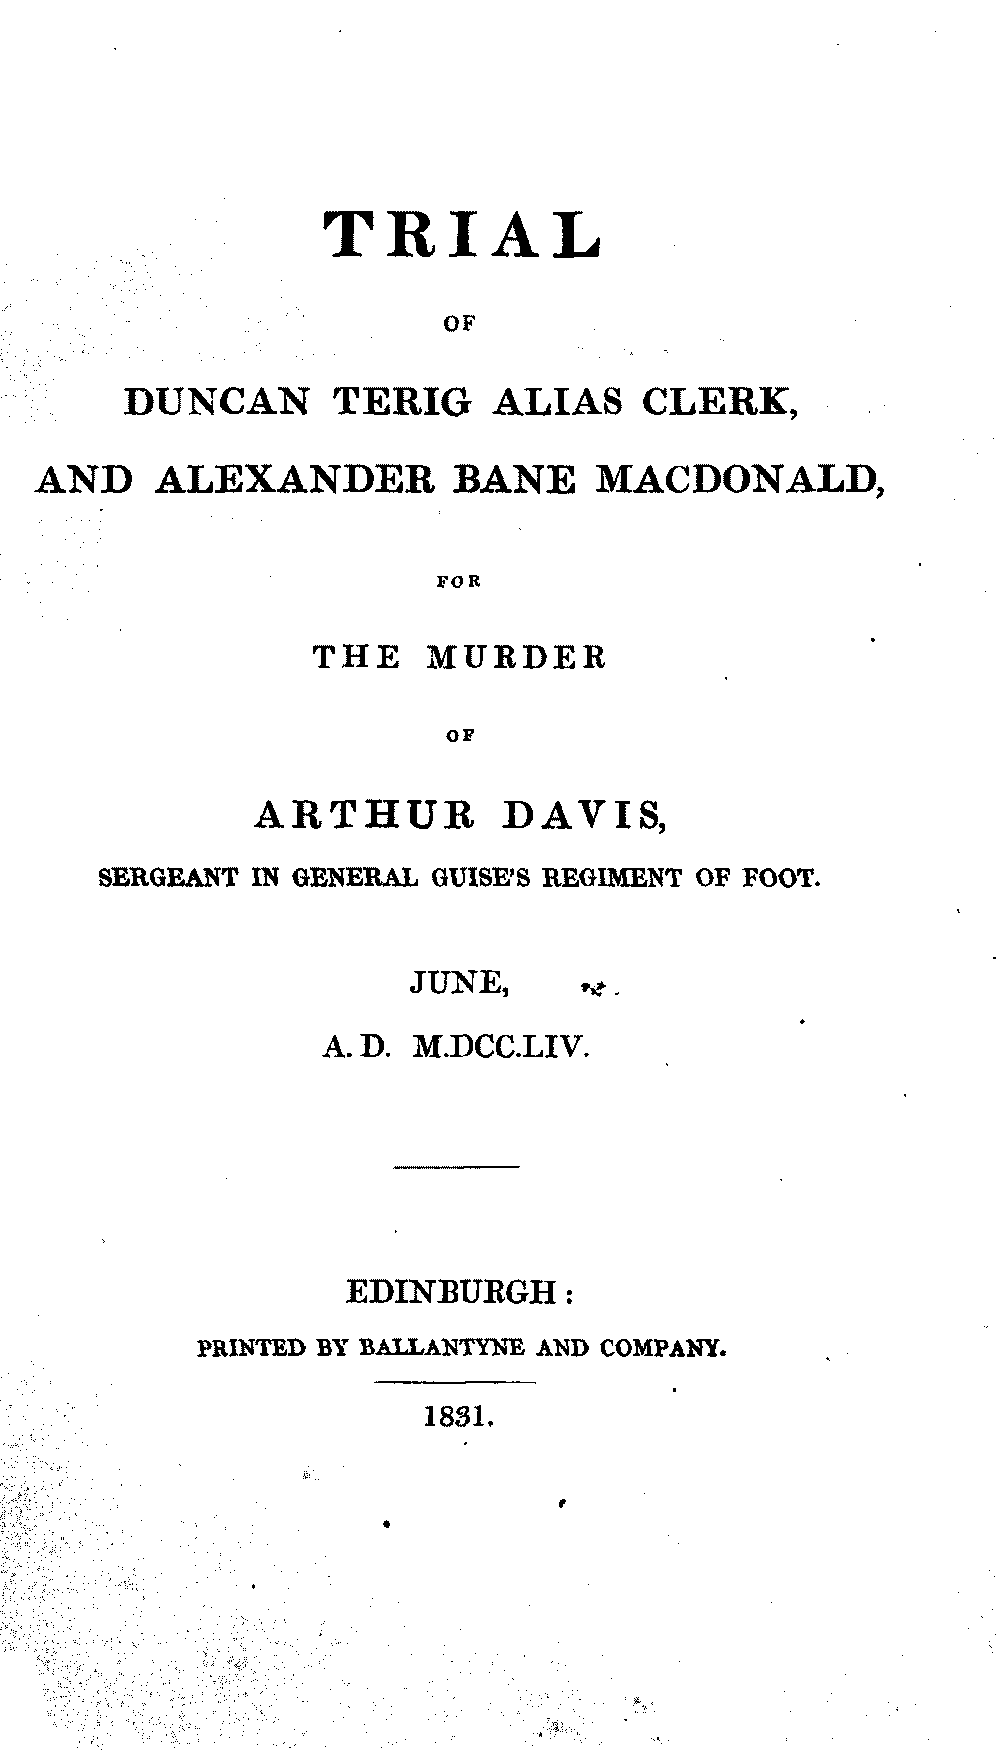 TRIAL
OF
DUNCAN TERIG ALIAS CLERK,
AND ALEXANDER BANE MACDONALD,
FOR
THE MURDER
OF
ARTHUR DAVIS,
SERGEANT IN GENERAL GUISE'S REGIMENT OF FOOT.
JUNE,
A. D. M.DCC.LIV.
EDINBURGH:
PRINTED BY BALLANTYNE AND COMPANY.
1831.